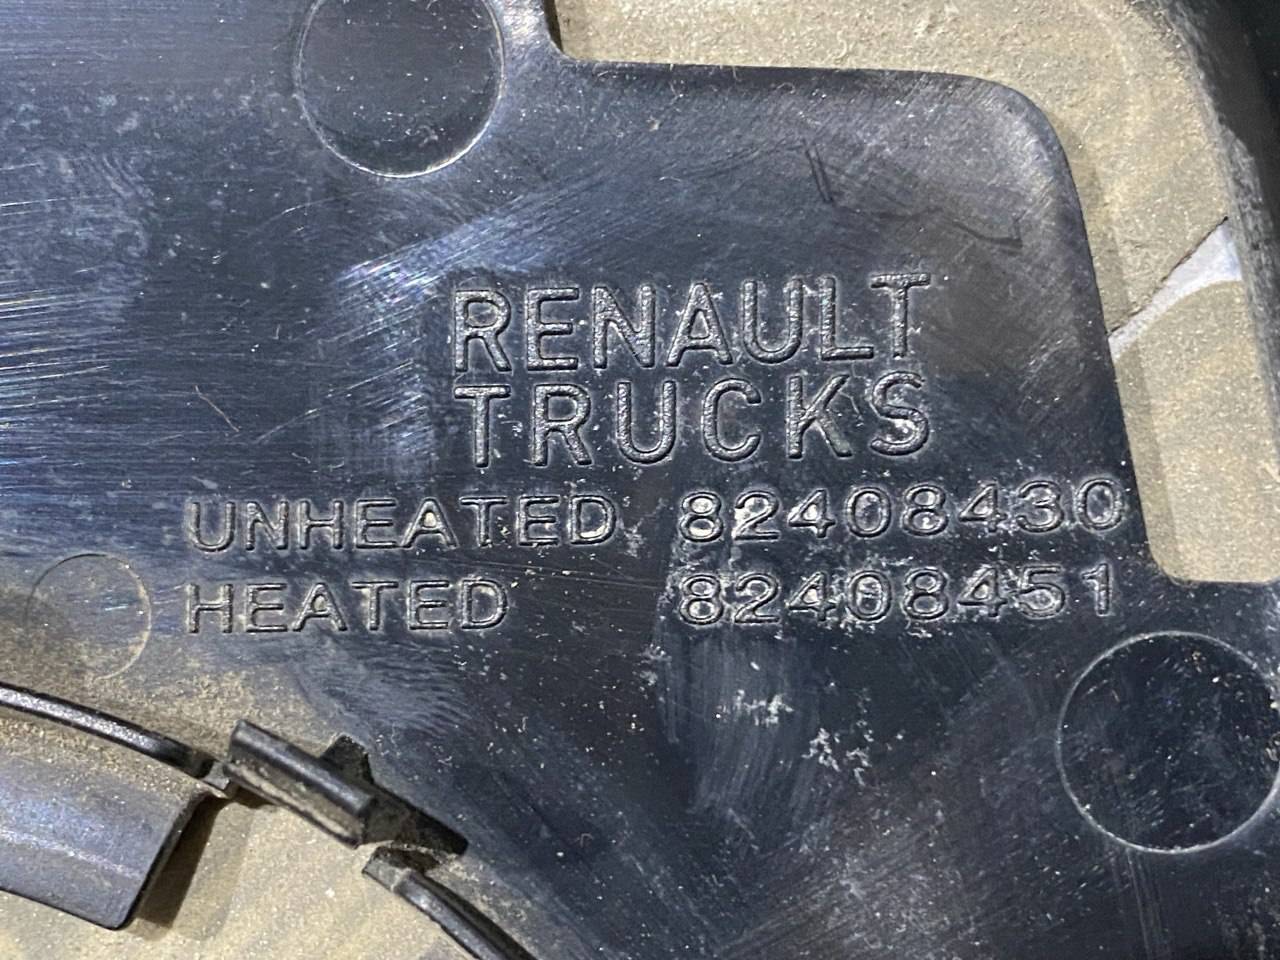 RENAULT
TRUCKS
UNHEATED 82408430
HEATED 82408451